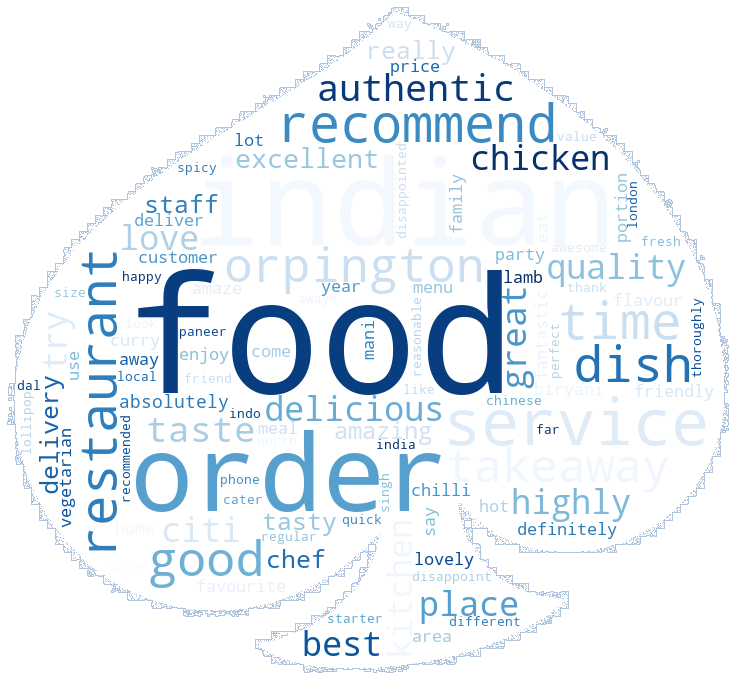 way
really
price
authentic
recommend
value
lot
excellent
disappointed
chicken
indian
spicy
staff
deliver
family
portion
london
love
customer
orpington
party
eat
awesome
fresh
quality
happy
amaze
year
menu
lamb
thank
size
food
aways
flavour
restaurant
try
look
paneer
mani
reasonable
great
fantastic
time
perfect
thoroughly
curry
enjoy
come
away
use
local
friend
like
biryani
dish
friendly
dal
lollipop
delivery
vegetarian
absolutely
indo
delicious
chinese
service
recommended
taste
meal
amazing
far
worth
india
order
takeaway
phone
singh
chilli
cater
highly
hot
home
citi
tasty
quick
say
definitely
regular
good
chef
kitchen
lovely
favourite
disappoint
place
starter
different
best
area